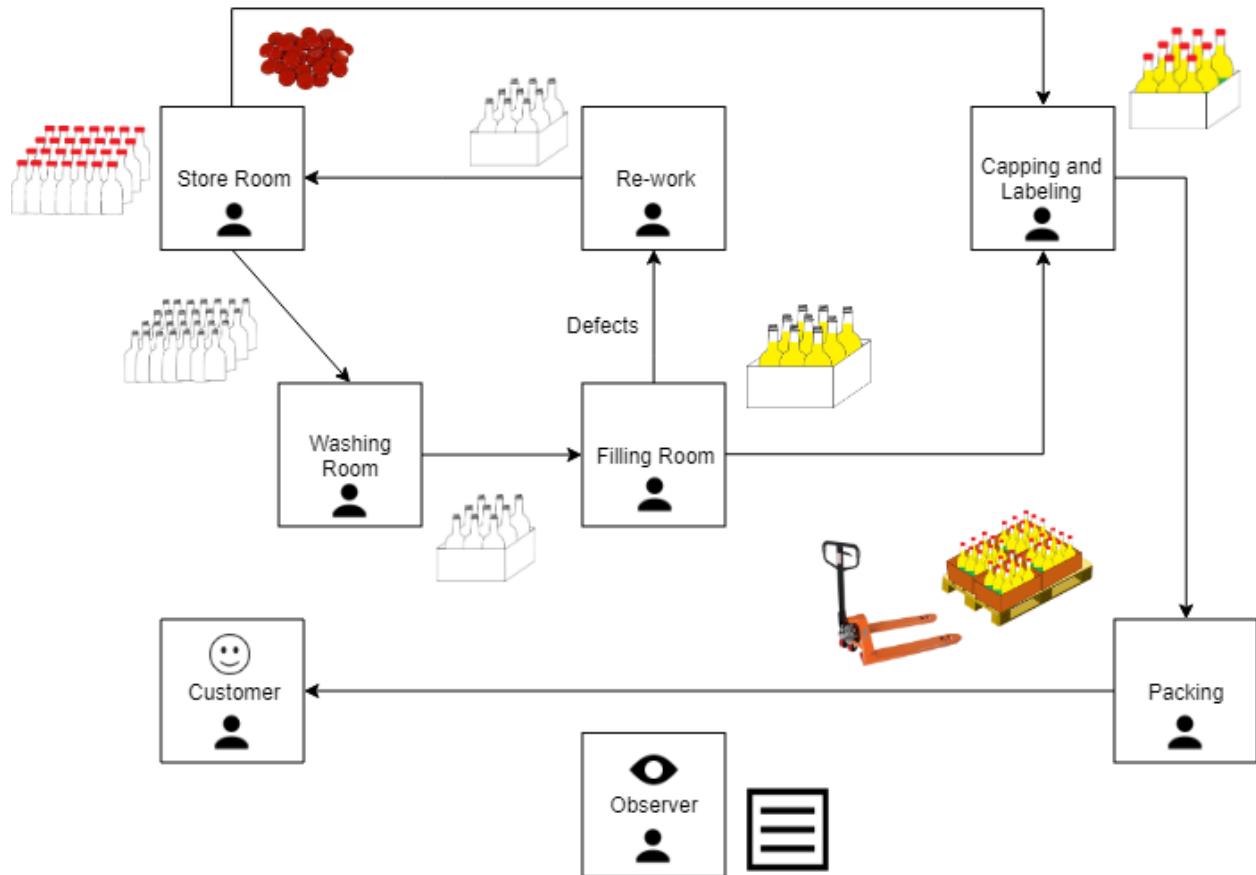 Store Room
Re-work
Capping and
Labeling
Defects
Washing
Room
Filling Room
Customer
Packing
Observer